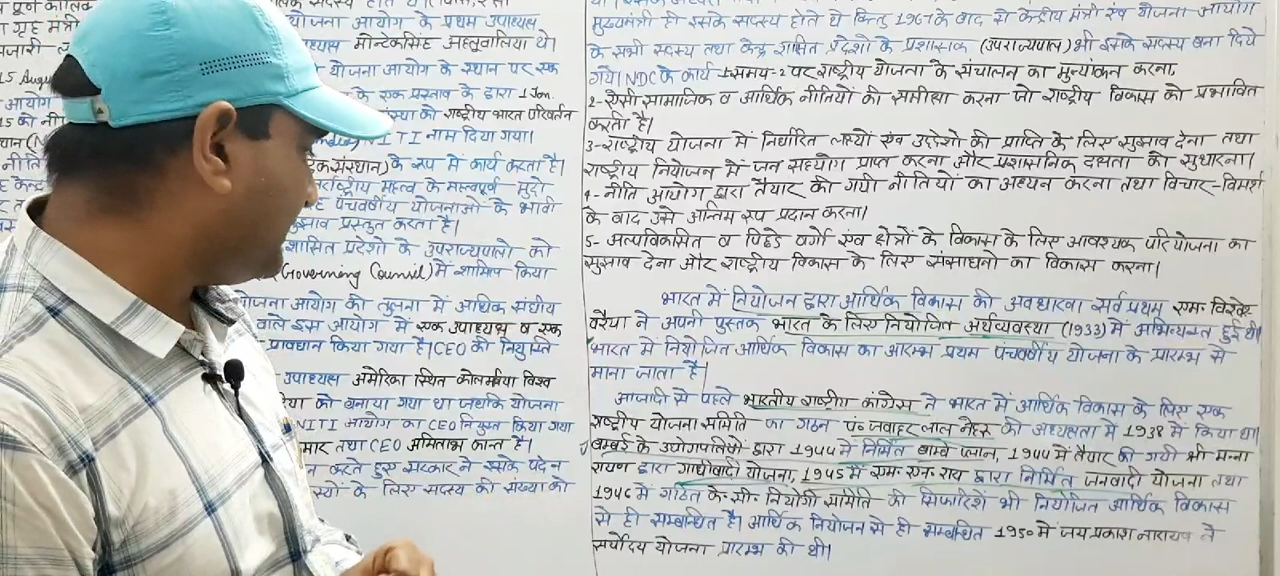 पूर्ण कालिक
योजना आयोग के प्रथम उपाध्यक्ष
गृह मंत्री
मोन्टेकसिंह अहलुवालिया थे।
15 Augu
योजना आयोग के स्थान पर एक
आयोग
के एक प्रस्ताव के द्वारा 1 Jan.
को राष्ट्रीय भारत परिवर्तन
NITI नाम दिया गया।
के रूप में कार्य करता है।
राष्ट्रीय महत्व के महत्वपूर्ण मुद्दो
पंचवर्षीय योजनाओ के भावी
सुझाव प्रस्तुत करता है।
शासित प्रदेशो के उपराज्यपालो को
(Governing Council) में शामिल किया
योजना आयोग की तुलना में अधिक संघीय
वाले इस आयोग में एक उपाध्यक्ष व एक
प्रावधान किया गया है। CEO की नियुक्ति
उपाध्यक्ष अमेरिका स्थित कोलम्बिया विश्व
को बनाया गया था जबकि योजना
NITI आयोग का CEO नियुक्त किया गया
तथा CEO अमिताभ कान्त है।
करते हुए सरकार ने इसके पदेन
के लिए सदस्य की संख्या को
मुख्यमंत्री ही इसके सदस्य होते थे किन्तु 1967 के बाद से केन्द्रीय मंत्री एंव योजना आयोग
के सभी सदस्य तथा केन्द्र शासित प्रदेशो के प्रशासक (उपराज्यपाल) भी इसके सदस्य बना दिये
गये। NDC के कार्य 1-समय-2 पर राष्ट्रीय योजना के संचालन का मुल्यांकन करना,
2- ऐसी सामाजिक व आर्थिक नीतियों की समीक्षा करना जो राष्ट्रीय विकास को प्रभावित
करती है।
3-राष्ट्रीय योजना में निर्धारित लक्ष्यों एंव उद्देशो की प्राप्ति के लिए सुझाव देना तथा
राष्ट्रीय नियोजन में जन सहयोग प्राप्त करना और प्रशासनिक दक्षता को सुधारना।
4- नीति आयोग द्वारा तैयार की गयी नीतियों का अध्यन करना तथा विचार-विमर्श
के बाद उसे अन्तिम रूप प्रदान करना।
5- अल्पविकसित व पिछडे वर्गो एंव क्षेत्रों के विकास के लिए आवश्यक परियोजना का
सुझाव देना और राष्ट्रीय विकास के लिए संसाधनो का विकास करना।
भारत में नियोजन द्वारा आर्थिक विकास की अवधारणा सर्व प्रथम एम॰ विश्वे
श्वरैया ने अपनी पुस्तक भारत के लिए नियोजित अर्थव्यवस्था (1933) में अभिव्यक्त हुई थी।
भारत में नियोजित आर्थिक विकास का आरम्भ प्रथम पंचवर्षीय योजना के प्रारम्भ से
माना जाता है।
आजादी से पहले भारतीय राष्ट्रीय कांग्रेस ने भारत में आर्थिक विकास के लिए एक
राष्ट्रीय योजना समिति का गठन पं॰ जवाहर लाल नेहरू की अध्यक्षता में 1938 में किया था।
बम्बई के उद्योगपतियों द्वारा 1944 में निर्मित बाम्बे प्लान, 1944 में तैयार की गयी श्री मन्ना
रायण द्वारा गांधीवादी योजना, 1945 में एम॰ एन॰ राय द्वारा निर्मित जनवादी योजना तथा
1946 में गठित के॰ सी॰ नियोगी समिति की सिफारिशें भी नियोजित आर्थिक विकास
से ही सम्बन्धित है। आर्थिक नियोजन से ही सम्बन्धित 1950 में जय प्रकाश नारायण ने
सर्वोदय योजना प्रारम्भ की थी।